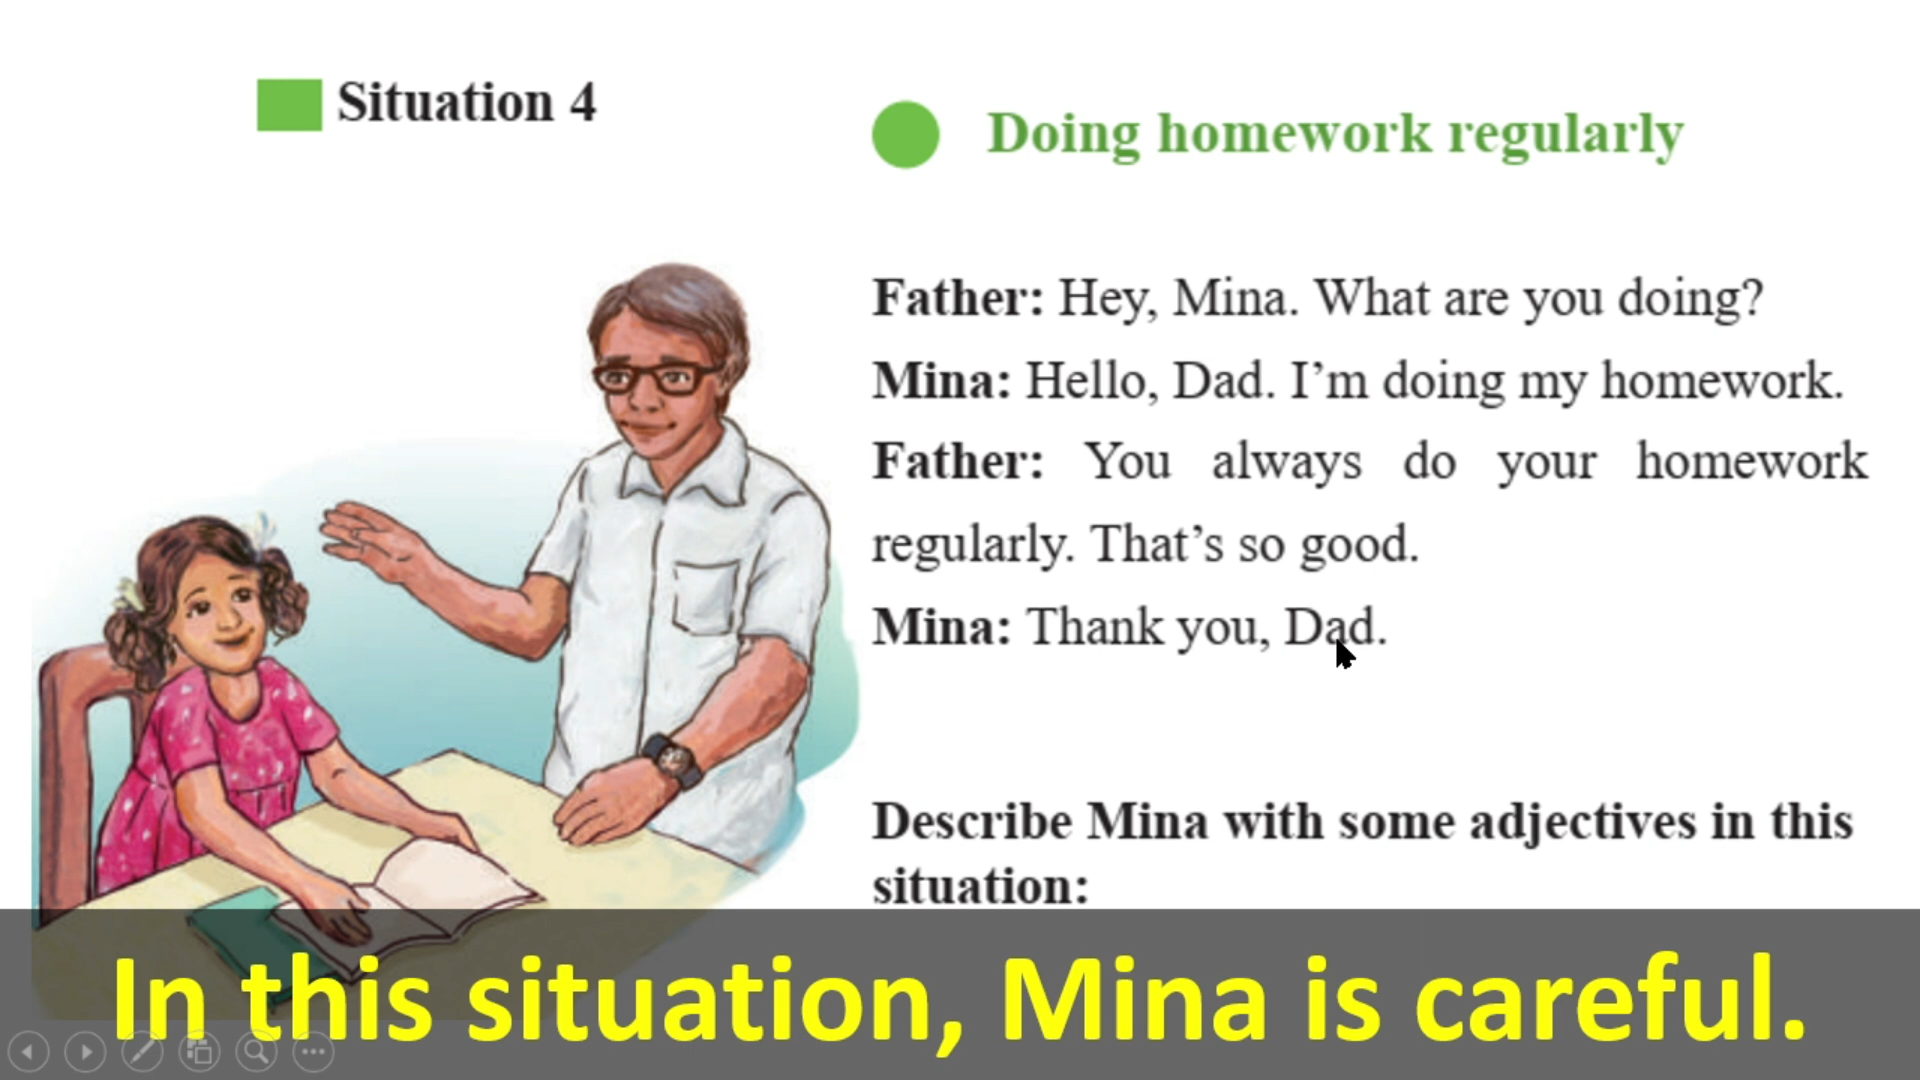 Situation 4
Doing homework regularly
Father: Hey, Mina. What are you doing?
Mina: Hello, Dad. I’m doing my homework.
Father: You always do your homework
regularly. That’s so good.
Mina: Thank you, Dad.
Describe Mina with some adjectives in this
situation:
In this situation, Mina is careful.